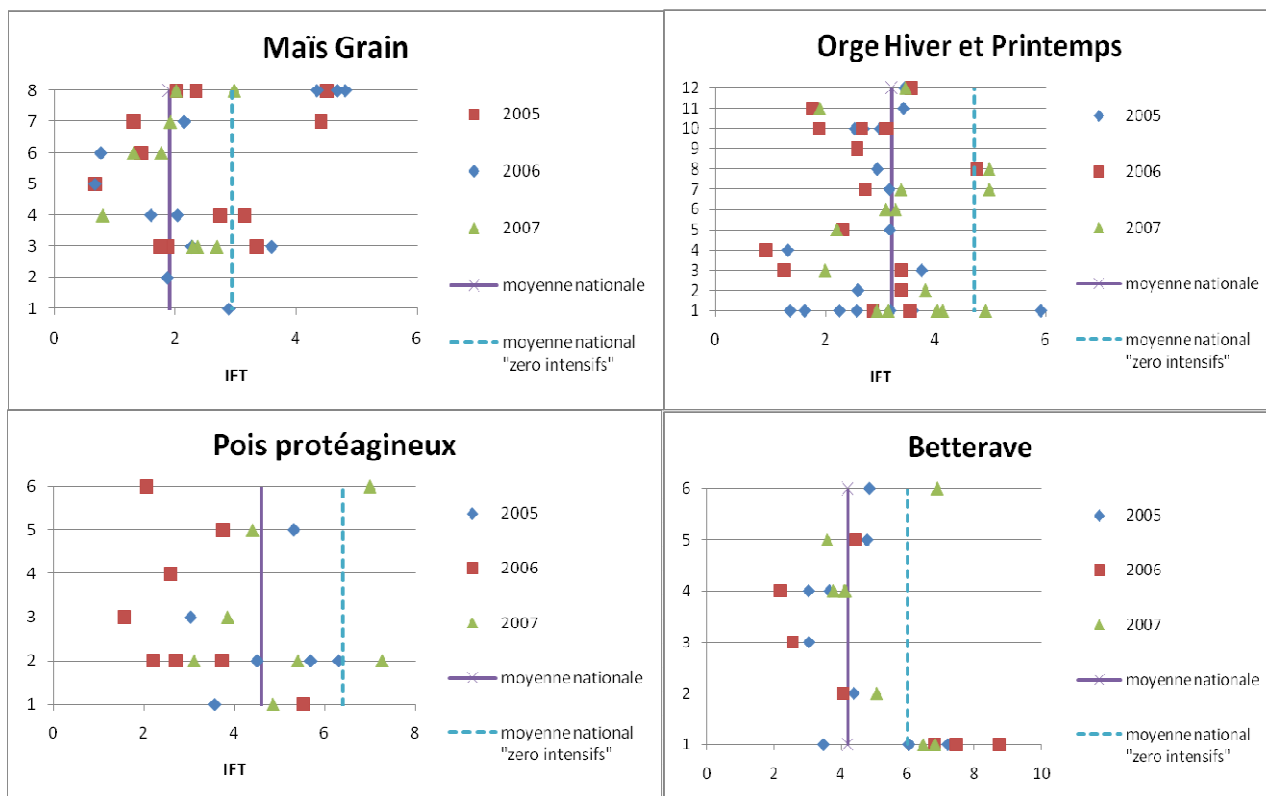 Maïs Grain
8
7
6
5
4
3
2
1
0 2 4 6
IFT
2005
2006
2007
moyenne nationale
moyenne national
"zero intensifs"
Orge Hiver et Printemps
12
11
10
9
8
7
6
5
4
3
2
1
0 2 4 6
IFT
2005
2006
2007
moyenne nationale
moyenne national
"zero intensifs"
Pois protéagineux
6
5
4
3
2
1
0 2 4 6 8
IFT
2005
2006
2007
moyenne nationale
moyenne national
"zero intensifs"
Betterave
6
5
4
3
2
1
0 2 4 6 8 10
2005
2006
2007
moyenne nationale
moyenne national
"zero intensifs"